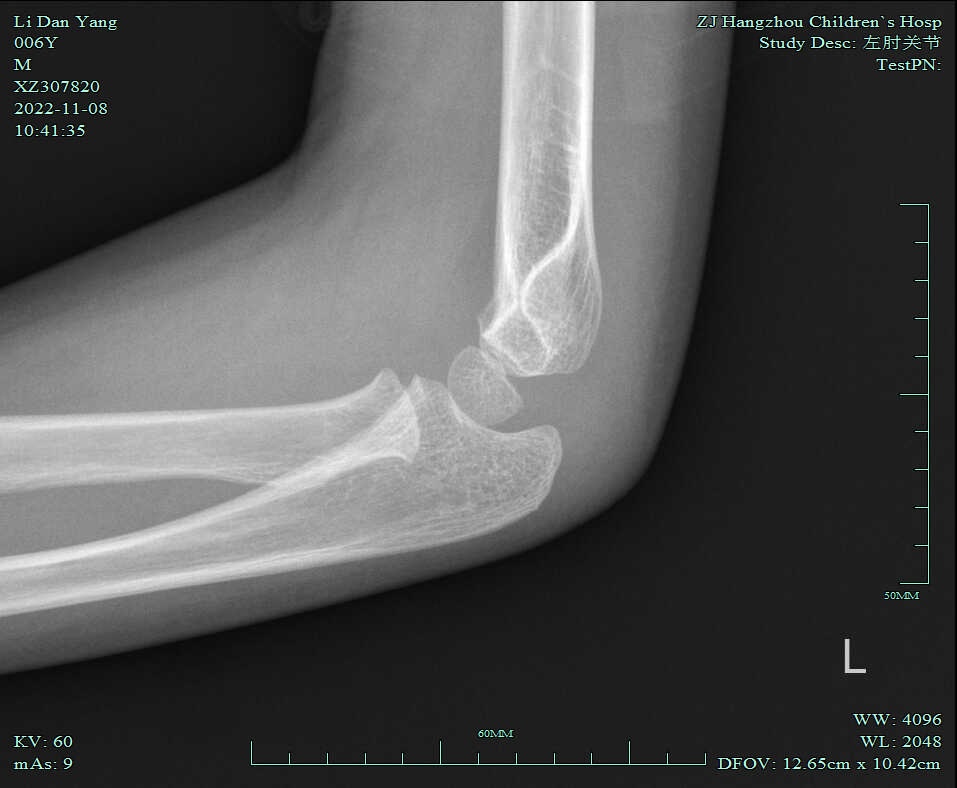 Li Dan Yang
006Y
M
XZ307820
2022-11-08
10:41:35
ZJ Hangzhou Children`s Hosp
Study Desc: 左肘关节
TestPN:
50MM
L
60MM
KV: 60
mAs: 9
WW: 4096
WL: 2048
DFOV: 12.65cm x 10.42cm